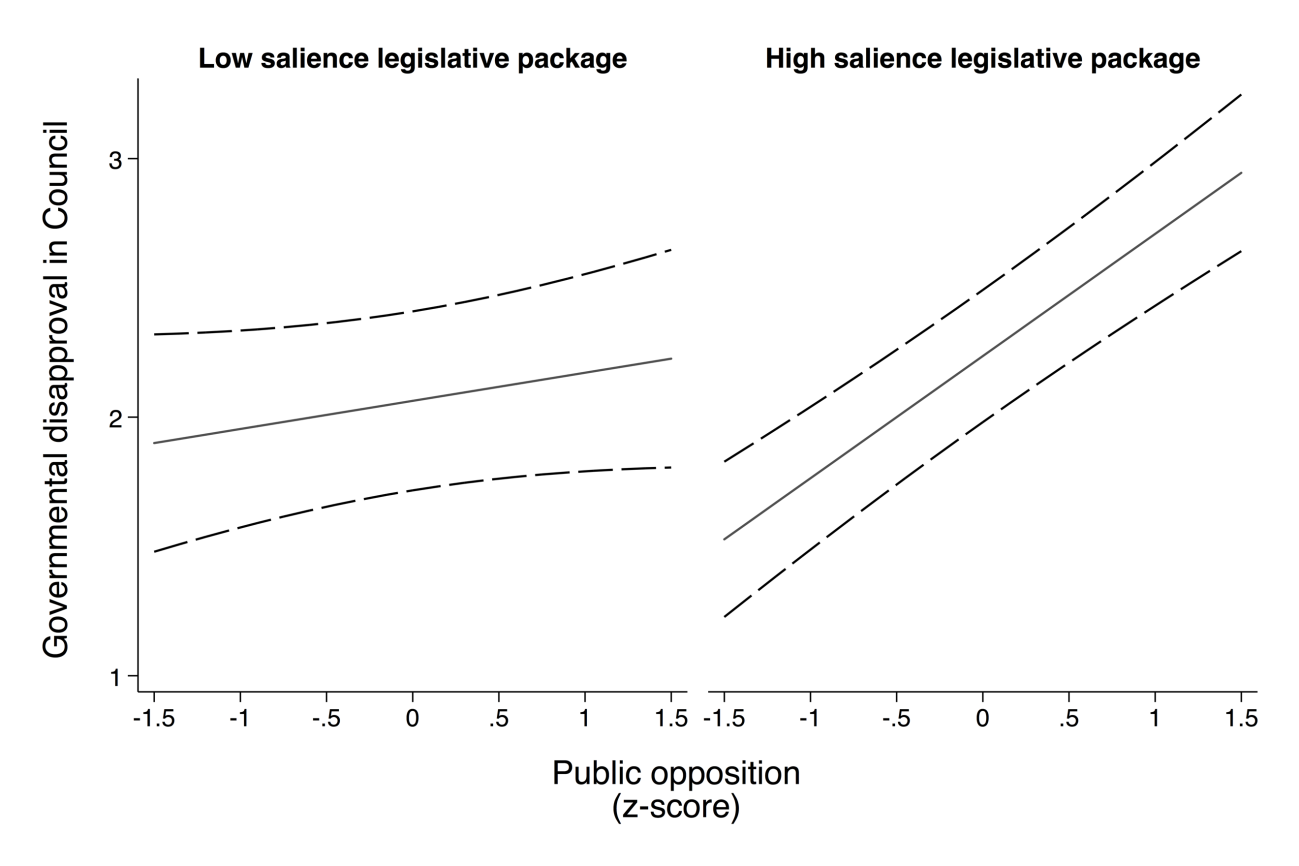 Low salience legislative package
High salience legislative package
Governmental disapproval in Council
3
2
1
-1.5 -1 -.5 0 .5 1 1.5
-1.5 -1 -.5 0 .5 1 1.5
Public opposition
(z-score)